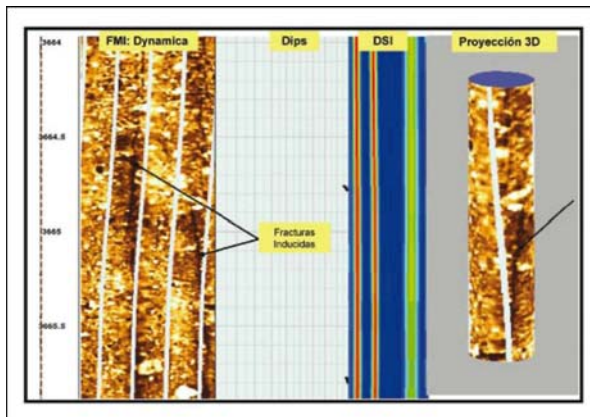 FMI: Dynamica
Dips
DSI
Proyección 3D
3664
3664.5
Fracturas
Inducidas
3665
3665.5